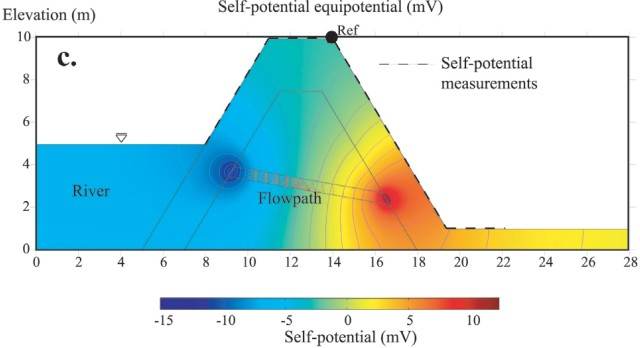 Self-potential equipotential (mV)
Elevation (m)
10
8
6
4
2
0
c.
Ref
Self-potential
measurements
River
Flowpath
0 2 4 6 8 10 12 14 16 18 20 22 24 26 28
-15 -10 -5 0 5 10
Self-potential (mV)